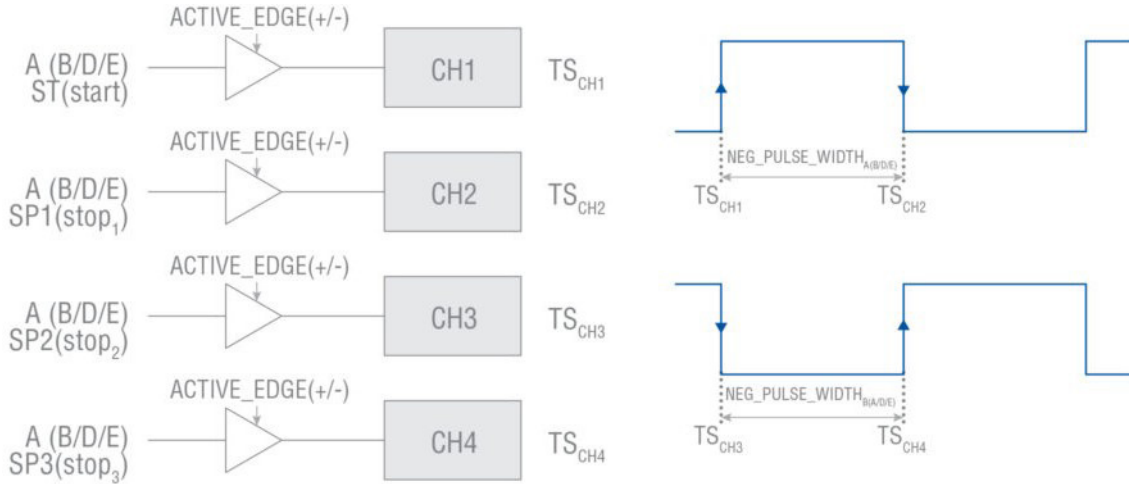 ACTIVE_EDGE(+/-)
A (B/D/E)
ST(start)
CH1
TSCH1
ACTIVE_EDGE(+/-)
A (B/D/E)
SP1(stop1)
CH2
TSCH2
ACTIVE_EDGE(+/-)
A (B/D/E)
SP2(stop2)
CH3
TSCH3
ACTIVE_EDGE(+/-)
A (B/D/E)
SP3(stop3)
CH4
TSCH4
NEG_PULSE_WIDTHA(B/D/E)
TSCH1
TSCH2
NEG_PULSE_WIDTHB(A/D/E)
TSCH3
TSCH4